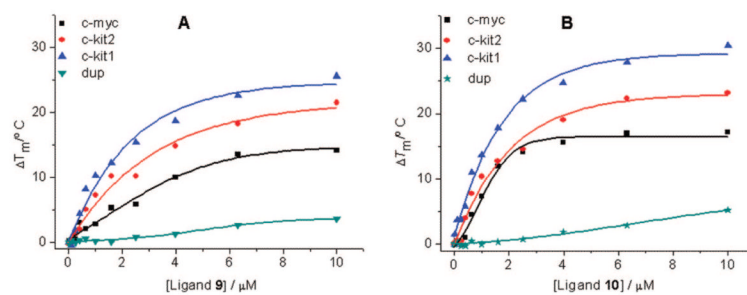 A
c-myc
c-kit2
c-kit1
dup
30
20
10
0
ΔTm/° C
0 2 4 6 8 10
[Ligand 9] / μM
B
c-myc
c-kit2
c-kit1
dup
30
20
10
0
ΔTm/° C
0 2 4 6 8 10
[Ligand 10] / μM